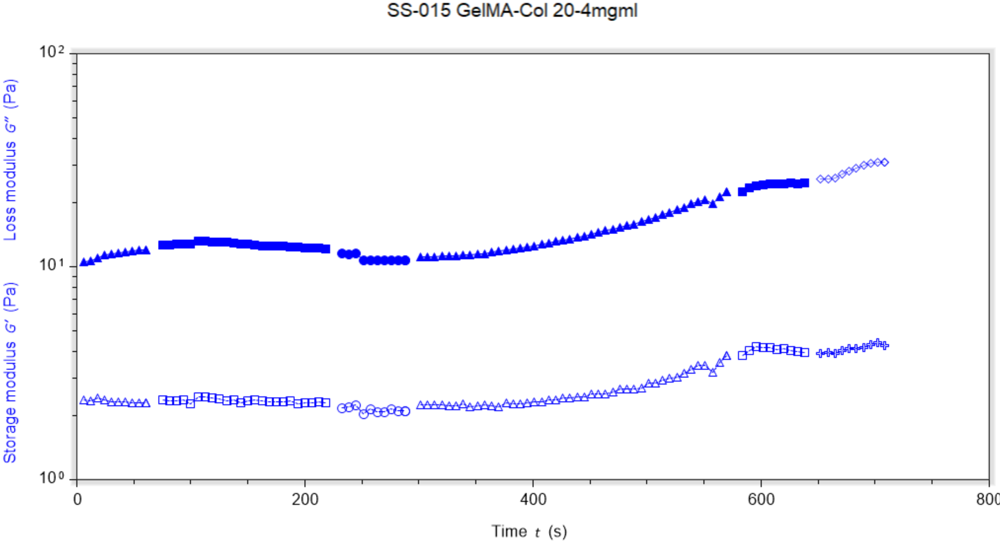 SS-015 GelMA-Col 20-4mgml
10²
Loss modulus G″ (Pa)
10¹
Storage modulus G′ (Pa)
10⁰
0 200 400 600 800
Time t (s)